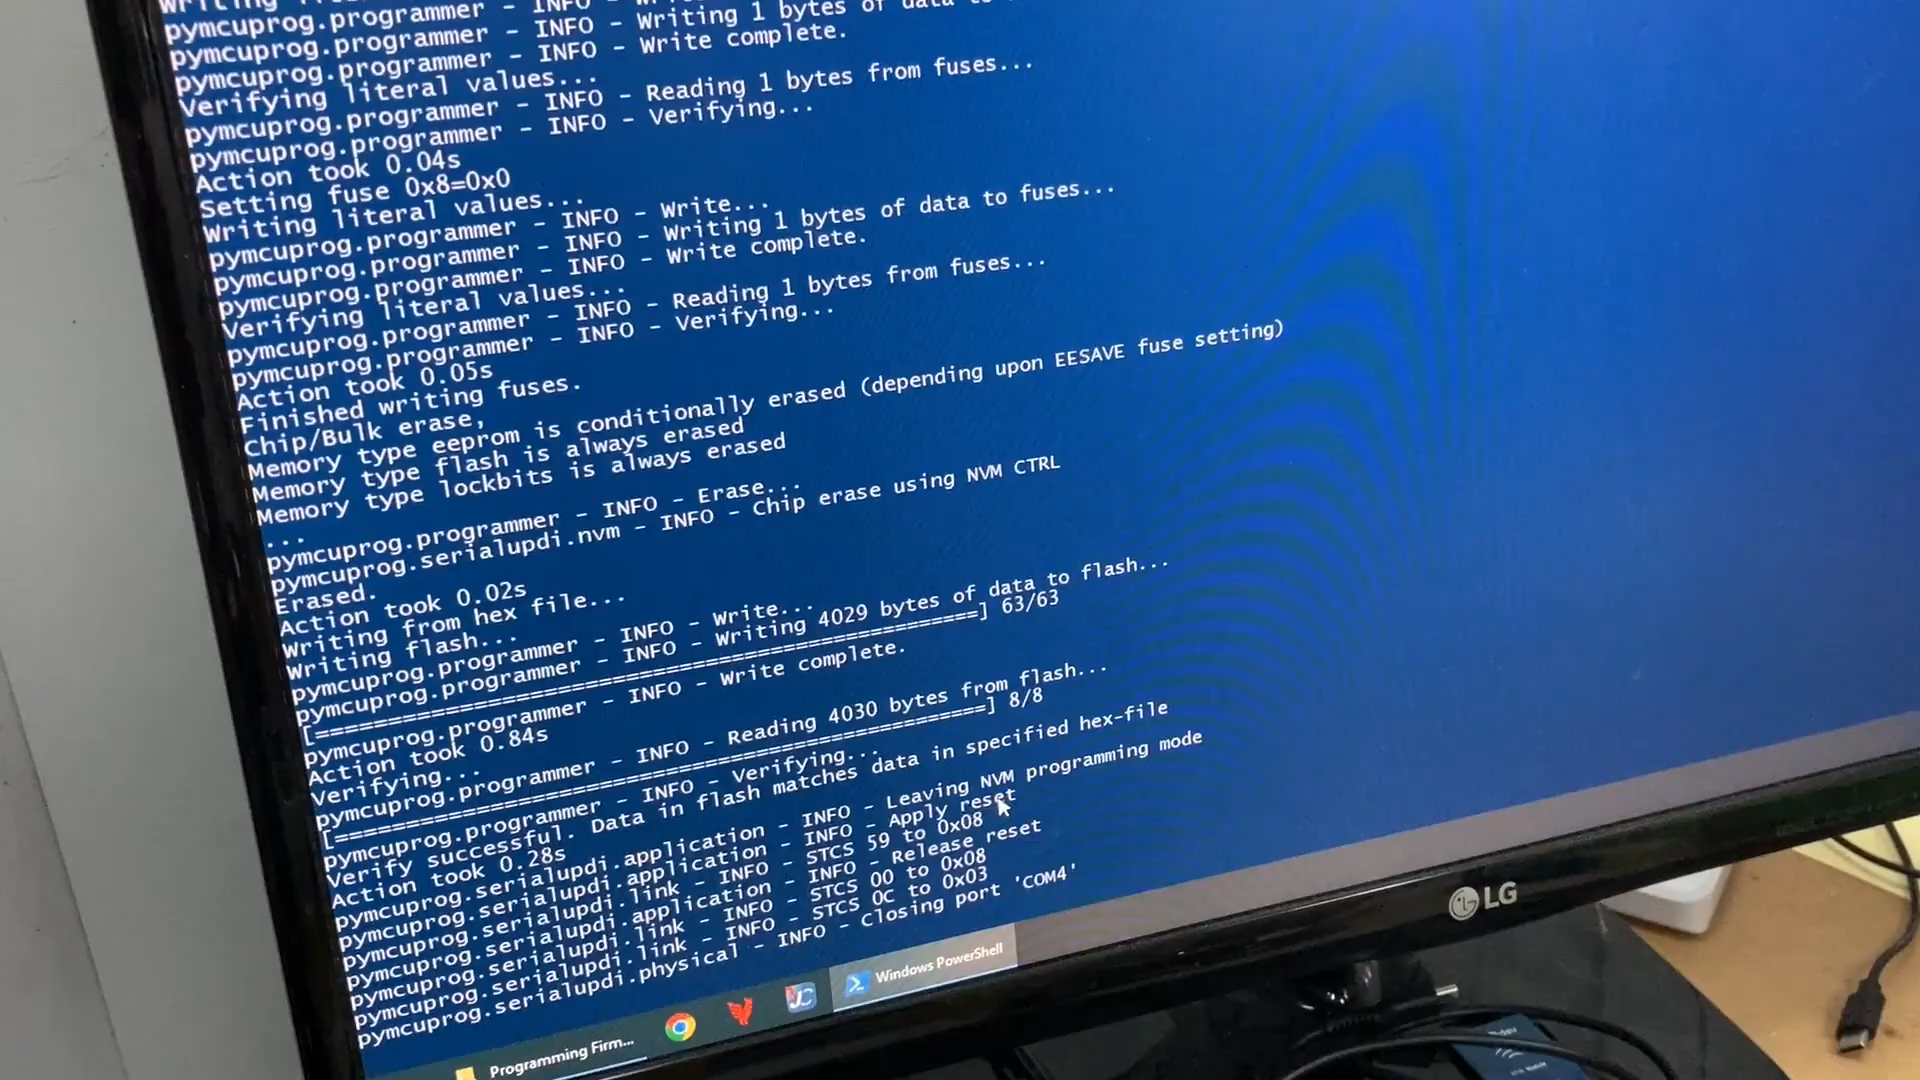 pymcuprog.programmer - INFO
pymcuprog.programmer - INFO - Writing 1 bytes of data to
pymcuprog.programmer - INFO - Write complete.
Verifying literal values...
pymcuprog.programmer - INFO - Reading 1 bytes from fuses...
pymcuprog.programmer - INFO - Verifying...
Action took 0.04s
Setting fuse 0x8=0x0
Writing literal values...
pymcuprog.programmer - INFO - Write...
pymcuprog.programmer - INFO - Writing 1 bytes of data to fuses...
pymcuprog.programmer - INFO - Write complete.
Verifying literal values...
pymcuprog.programmer - INFO - Reading 1 bytes from fuses...
pymcuprog.programmer - INFO - Verifying...
Action took 0.05s
Finished writing fuses.
Chip/Bulk erase,
Memory type eeprom is conditionally erased (depending upon EESAVE fuse setting)
Memory type flash is always erased
Memory type lockbits is always erased
...
pymcuprog.programmer - INFO - Erase...
pymcuprog.serialupdi.nvm - INFO - Chip erase using NVM CTRL
Erased.
Action took 0.02s
Writing from hex file...
Writing flash...
pymcuprog.programmer - INFO - Write...
pymcuprog.programmer - INFO - Writing 4029 bytes of data to flash...
[==================================================] 63/63
pymcuprog.programmer - INFO - Write complete.
Action took 0.84s
Verifying...
pymcuprog.programmer - INFO - Reading 4030 bytes from flash...
[==================================================] 8/8
pymcuprog.programmer - INFO - Verifying...
Verify successful. Data in flash matches data in specified hex-file
Action took 0.28s
pymcuprog.serialupdi.application - INFO - Leaving NVM programming mode
pymcuprog.serialupdi.application - INFO - Apply reset
pymcuprog.serialupdi.link - INFO - STCS 59 to 0x08
pymcuprog.serialupdi.application - INFO - Release reset
pymcuprog.serialupdi.link - INFO - STCS 00 to 0x08
pymcuprog.serialupdi.link - INFO - STCS 0C to 0x03
pymcuprog.serialupdi.physical - INFO - Closing port 'COM4'
Programming Firm...
Windows PowerShell
LG